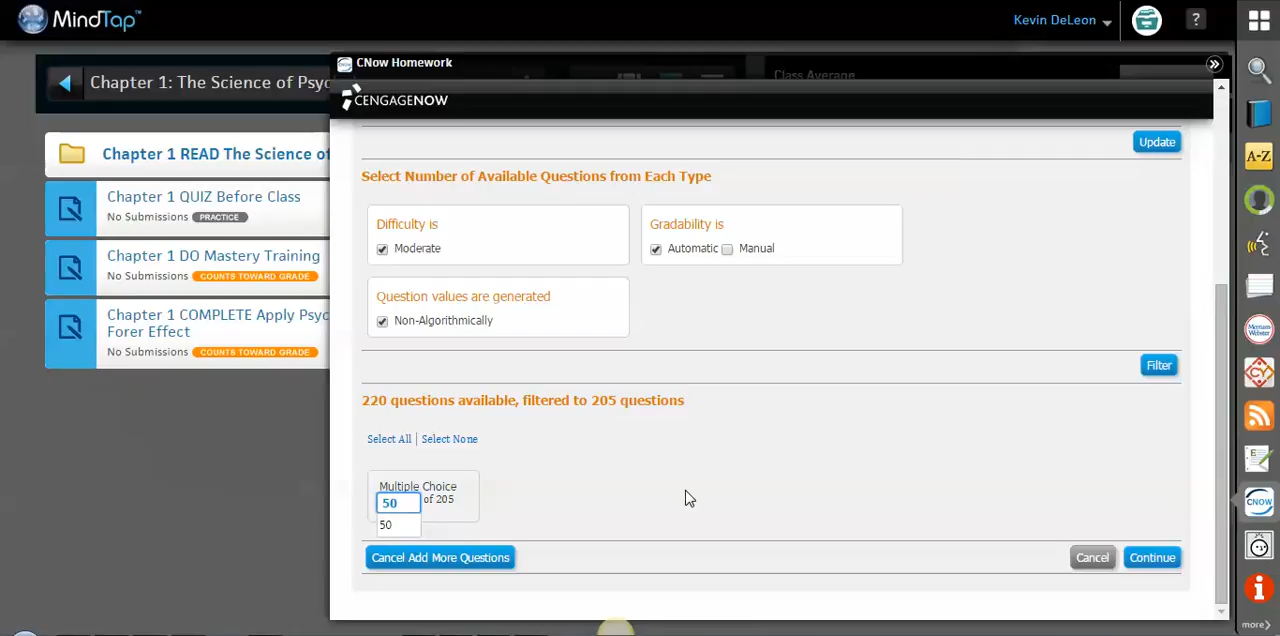 MindTap™
Kevin DeLeon
?
CNow Homework
Class Average
Chapter 1: The Science of Psyc
CENGAGENOW
Update
Chapter 1 READ The Science of
Select Number of Available Questions from Each Type
A-Z
Chapter 1 QUIZ Before Class
No Submissions PRACTICE
Difficulty is
Moderate
Gradability is
Automatic Manual
Chapter 1 DO Mastery Training
No Submissions COUNTS TOWARD GRADE
Question values are generated
Non-Algorithmically
Chapter 1 COMPLETE Apply Psyc
Forer Effect
No Submissions COUNTS TOWARD GRADE
Merriam
Webster
Filter
220 questions available, filtered to 205 questions
Select All | Select None
Multiple Choice
50 of 205
50
CNOW
Cancel Add More Questions
Cancel
Continue
more»